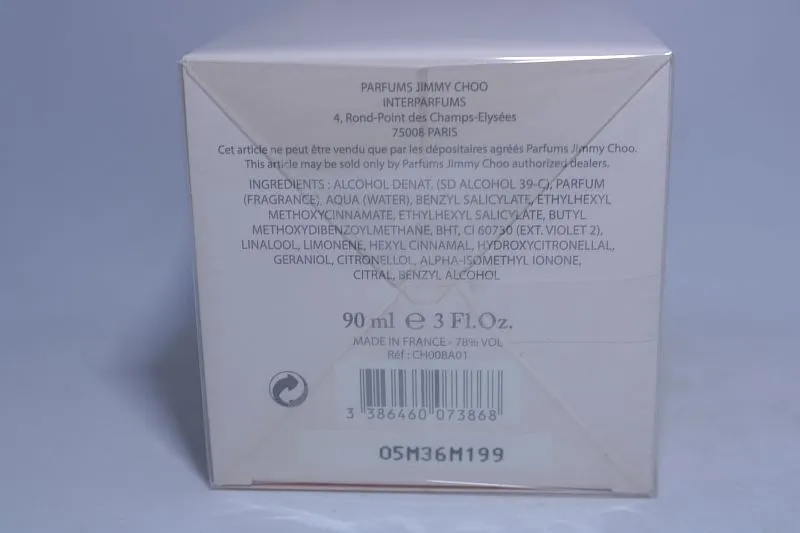 PARFUMS JIMMY CHOO
INTERPARFUMS
4, Rond-Point des Champs-Elysées
75008 PARIS
Cet article ne peut être vendu que par les dépositaires agréés Parfums Jimmy Choo.
This article may be sold only by Parfums Jimmy Choo authorized dealers.
INGREDIENTS : ALCOHOL DENAT. (SD ALCOHOL 39-C), PARFUM
(FRAGRANCE), AQUA (WATER), BENZYL SALICYLATE, ETHYLHEXYL
METHOXYCINNAMATE, ETHYLHEXYL SALICYLATE, BUTYL
METHOXYDIBENZOYLMETHANE, BHT, CI 60730 (EXT. VIOLET 2),
LINALOOL, LIMONENE, HEXYL CINNAMAL, HYDROXYCITRONELLAL,
GERANIOL, CITRONELLOL, ALPHA-ISOMETHYL IONONE,
CITRAL, BENZYL ALCOHOL
90 ml e 3 Fl.Oz.
MADE IN FRANCE - 78% VOL
Réf : CH008A01
3 386460 073868
05M36M199